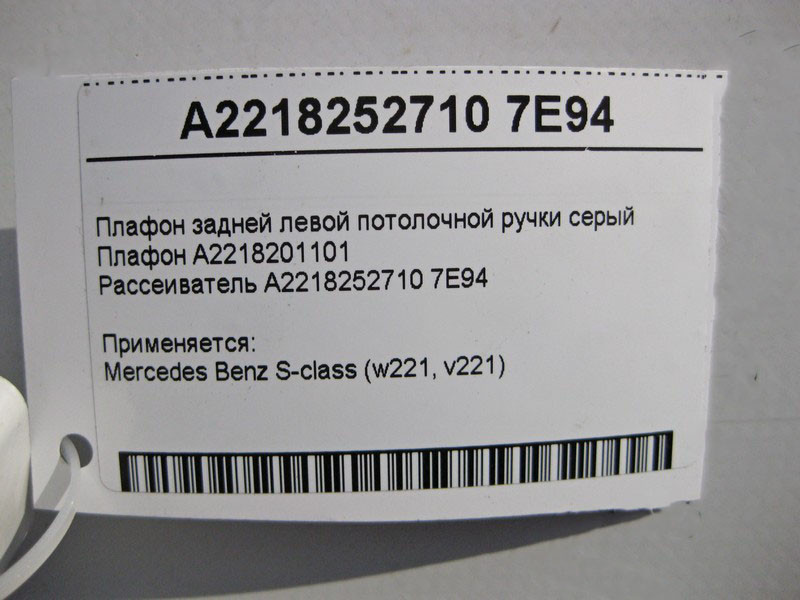 A2218252710 7E94
Плафон задней левой потолочной ручки серый
Плафон A2218201101
Рассеиватель A2218252710 7E94
Применяется:
Mercedes Benz S-class (w221, v221)